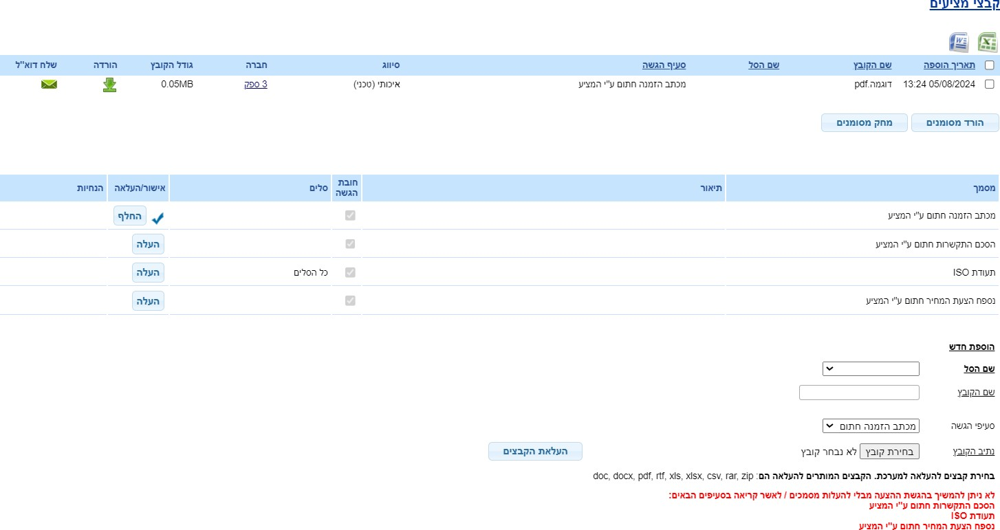 קבצי מציעים
תאריך הוספה שם הקובץ שם הסל סעיף הגשה סיווג חברה גודל הקובץ הורדה שלח דוא"ל
05/08/2024 13:24 דוגמה.pdf מכתב הזמנה חתום ע"י המציע איכותי (טכני) ספק 3 0.05MB
הורד מסומנים מחק מסומנים
מסמך תיאור חובת הגשה סלים אישור/העלאה הנחיות
מכתב הזמנה חתום ע"י המציע החלף
הסכם התקשרות חתום ע"י המציע העלה
תעודת ISO כל הסלים העלה
נספח הצעת המחיר חתום ע"י המציע העלה
הוספת חדש
שם הסל
שם הקובץ
סעיפי הגשה מכתב הזמנה חתום
נתיב הקובץ בחירת קובץ לא נבחר קובץ העלאת הקבצים
בחירת קבצים להעלאה למערכת. הקבצים המותרים להעלאה הם: doc, docx, pdf, rtf, xls, xlsx, csv, rar, zip
לא ניתן להמשיך בהגשת ההצעה מבלי להעלות מסמכים / לאשר קריאה בסעיפים הבאים:
הסכם התקשרות חתום ע"י המציע
תעודת ISO
נספח הצעת המחיר חתום ע"י המציע